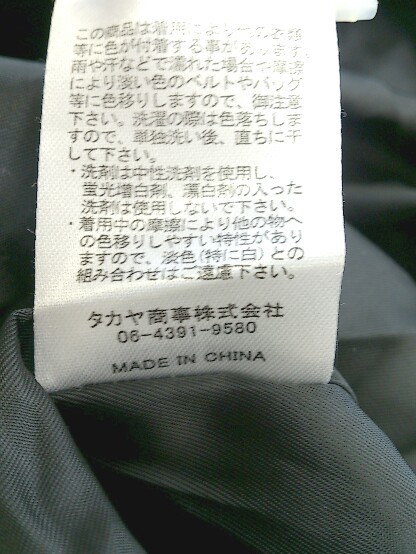 この商品は着用により他の衣類
等に色が付着する事があります。
雨や汗などで濡れた場合や摩擦
により淡い色のベルトやバッグ
等に色移りしますので、御注意
下さい。洗濯の際は色落ちしま
すので、単独洗い後、直ちに干
して下さい。
・洗剤は中性洗剤を使用し、
蛍光増白剤、漂白剤の入った
洗剤は使用しないで下さい。
・着用中の摩擦により他の物へ
の色移りしやすい特性があり
ますので、淡色(特に白)との
組み合わせはご遠慮下さい。
タカヤ商事株式会社
06-4391-9580
MADE IN CHINA